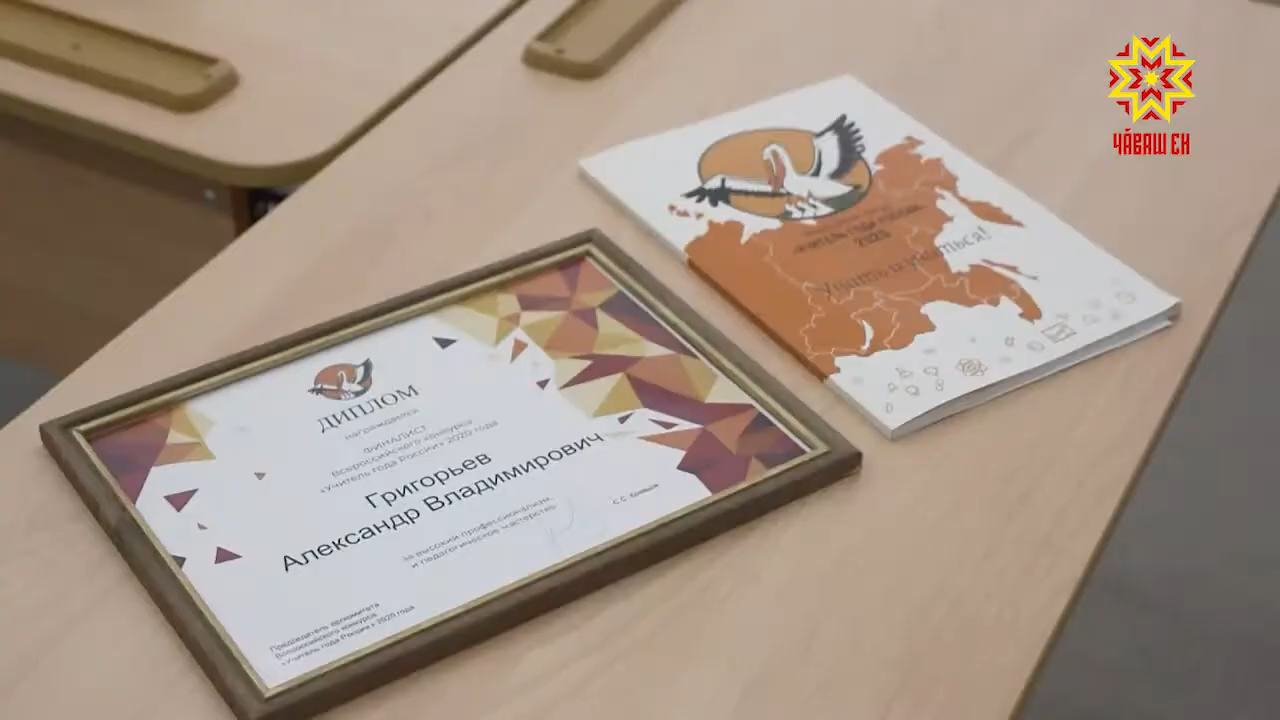 ЧӐВАШ ЕН
УЧИТЕЛЬ ГОДА РОССИИ
2020
Учить и учиться!
ДИПЛОМ
награждается
ФИНАЛИСТ
Всероссийского конкурса
«Учитель года России» 2020 года
Григорьев
Александр Владимирович
за высокий профессионализм
и педагогическое мастерство
Председатель оргкомитета
Всероссийского конкурса
«Учитель года России» 2020 года